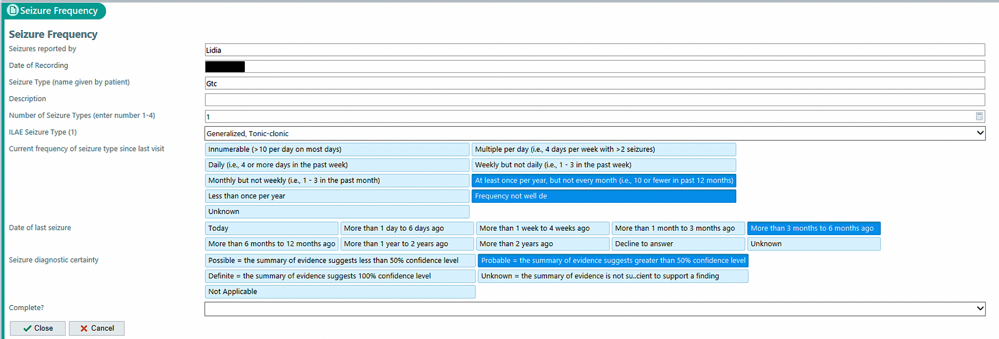 Seizure Frequency
Seizure Frequency
Seizures reported by Lidia
Date of Recording
Seizure Type (name given by patient) Gtc
Description
Number of Seizure Types (enter number 1-4) 1
ILAE Seizure Type (1) Generalized, Tonic-clonic
Current frequency of seizure type since last visit Innumerable (>10 per day on most days) Multiple per day (i.e., 4 days per week with >2 seizures)
Daily (i.e., 4 or more days in the past week) Weekly but not daily (i.e., 1 - 3 in the past week)
Monthly but not weekly (i.e., 1 - 3 in the past month) At least once per year, but not every month (i.e., 10 or fewer in past 12 months)
Less than once per year Frequency not well de
Unknown
Date of last seizure Today More than 1 day to 6 days ago More than 1 week to 4 weeks ago More than 1 month to 3 months ago More than 3 months to 6 months ago
More than 6 months to 12 months ago More than 1 year to 2 years ago More than 2 years ago Decline to answer Unknown
Seizure diagnostic certainty Possible = the summary of evidence suggests less than 50% confidence level Probable = the summary of evidence suggests greater than 50% confidence level
Definite = the summary of evidence suggests 100% confidence level Unknown = the summary of evidence is not su..cient to support a finding
Not Applicable
Complete?
Close Cancel